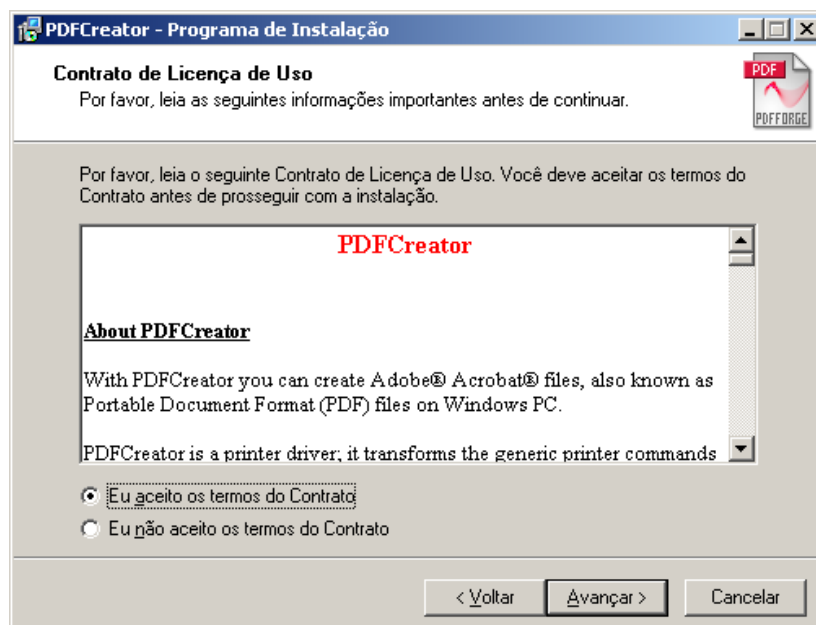 PDFCreator - Programa de Instalação
Contrato de Licença de Uso
Por favor, leia as seguintes informações importantes antes de continuar.
PDF
PDFFORGE
Por favor, leia o seguinte Contrato de Licença de Uso. Você deve aceitar os termos do
Contrato antes de prosseguir com a instalação.
PDFCreator
About PDFCreator
With PDFCreator you can create Adobe® Acrobat® files, also known as
Portable Document Format (PDF) files on Windows PC.
PDFCreator is a printer driver; it transforms the generic printer commands
Eu aceito os termos do Contrato
Eu não aceito os termos do Contrato
< Voltar
Avançar >
Cancelar